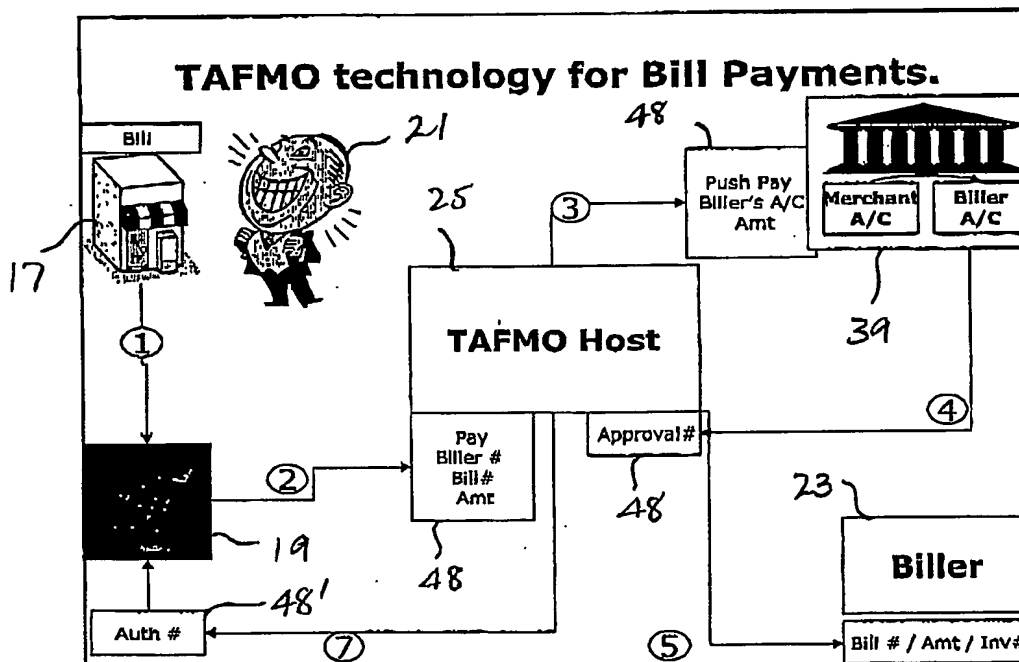 TAFMO technology for Bill Payments.
Bill
21
48
17
25
3
Push Pay
Biller's A/C
Amt
Merchant
A/C
Biller
A/C
39
1
TAFMO Host
4
Pay
Biller #
Bill#
Amt
Approval#
2
48
48
23
19
Biller
48'
Auth #
7
5
Bill # / Amt / Inv#